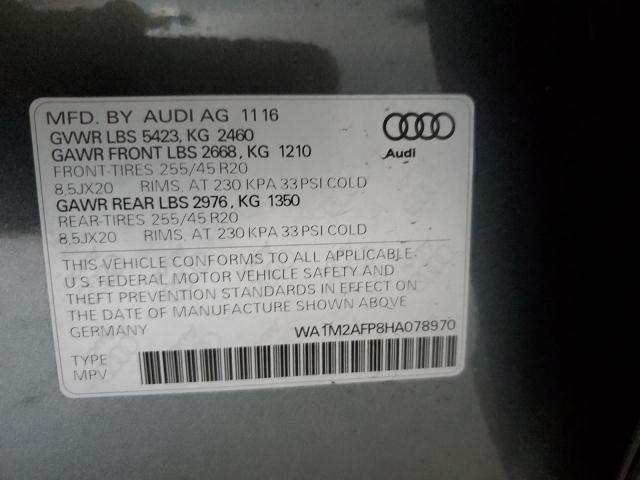 MFD. BY AUDI AG 11 16
GVWR LBS 5423, KG 2460
GAWR FRONT LBS 2668, KG 1210
FRONT-TIRES 255/45 R20
8,5JX20 RIMS, AT 230 KPA 33 PSI COLD
GAWR REAR LBS 2976, KG 1350
REAR-TIRES 255/45 R20
8,5JX20 RIMS, AT 230 KPA 33 PSI COLD
Audi
THIS VEHICLE CONFORMS TO ALL APPLICABLE
U.S. FEDERAL MOTOR VEHICLE SAFETY AND
THEFT PREVENTION STANDARDS IN EFFECT ON
THE DATE OF MANUFACTURE SHOWN ABOVE
GERMANY WA1M2AFP8HA078970
TYPE
MPV